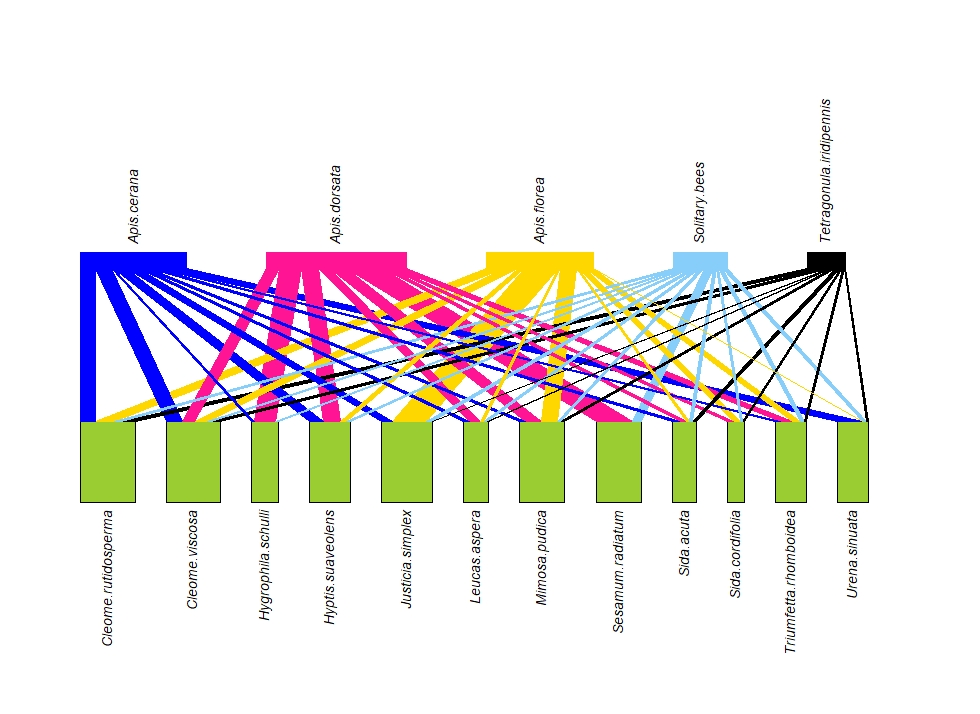 Apis.cerana
Apis.dorsata
Apis.florea
Solitary.bees
Tetragonula.iridipennis
Cleome.rutidosperma
Cleome.viscosa
Hygrophila.schulli
Hyptis.suaveolens
Justicia.simplex
Leucas.aspera
Mimosa.pudica
Sesamum.radiatum
Sida.acuta
Sida.cordifolia
Triumfetta.rhomboidea
Urena.sinuata